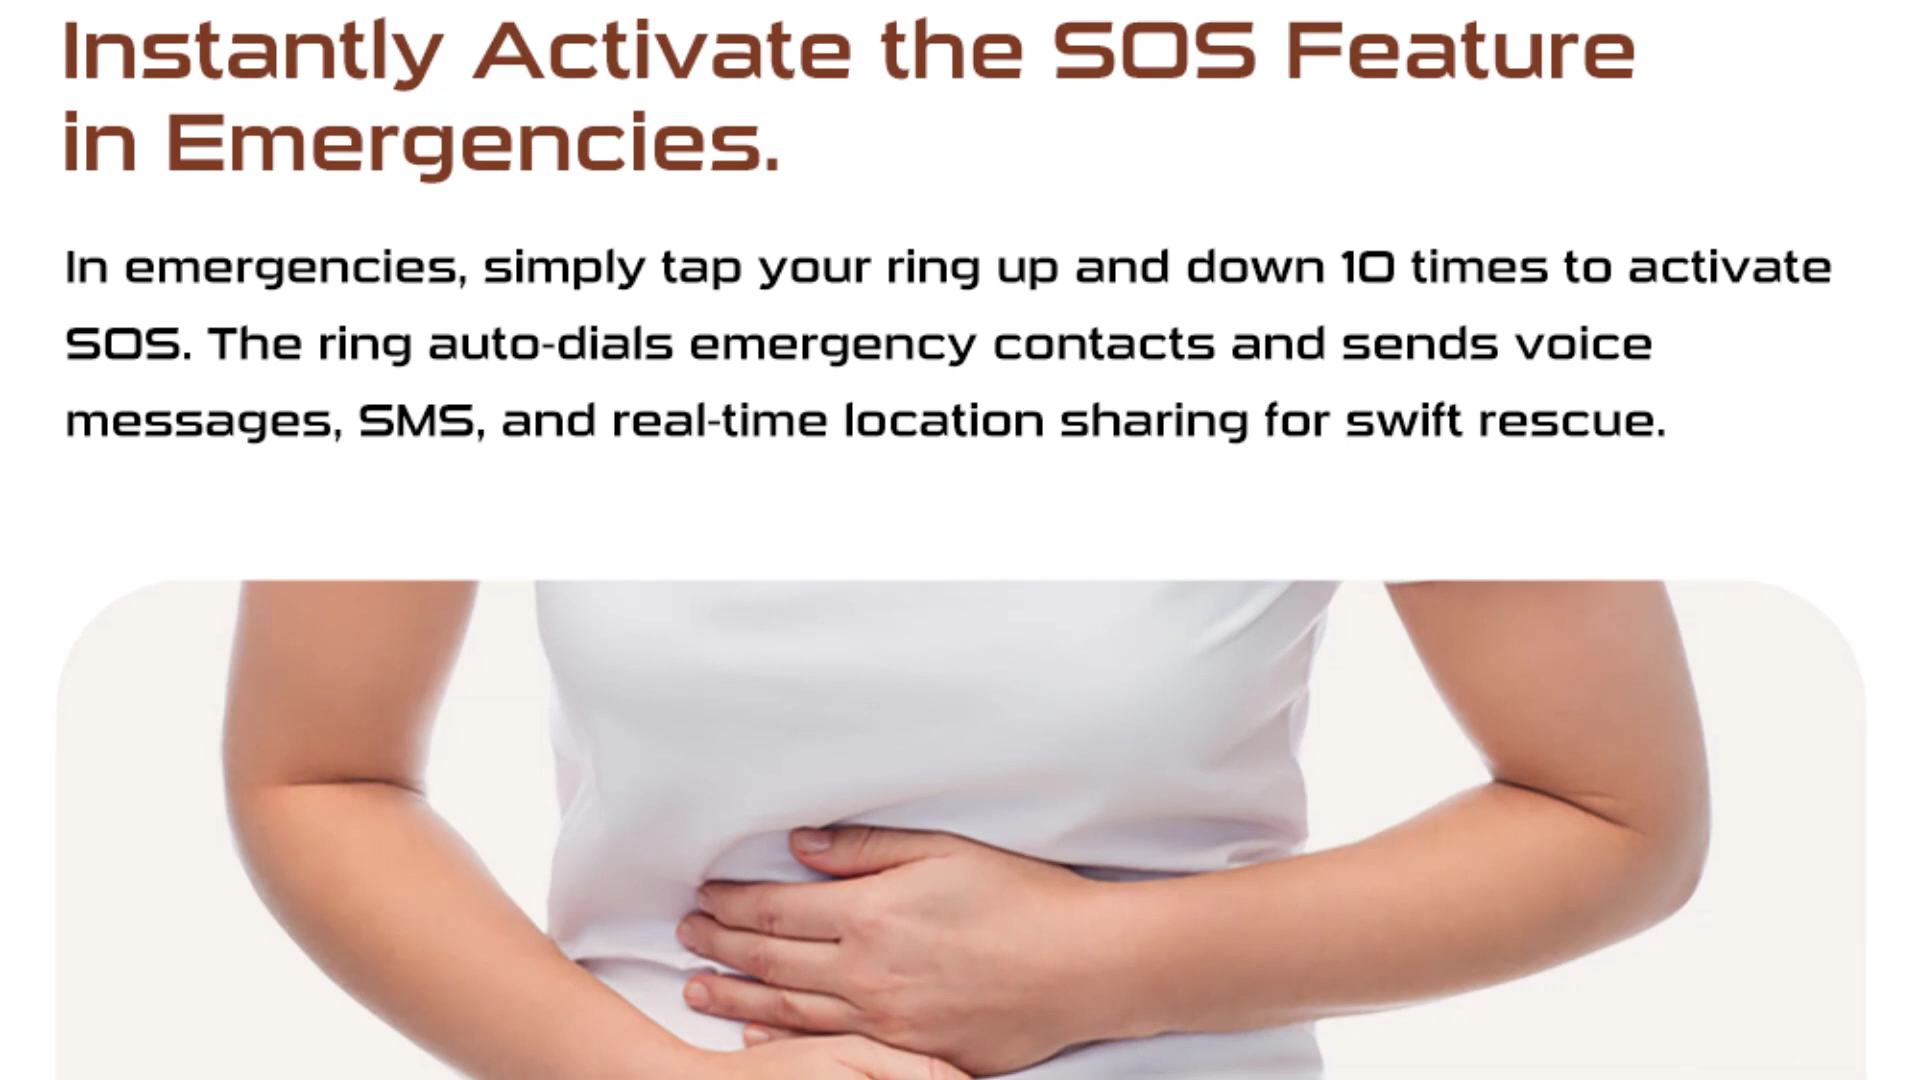 Instantly Activate the SOS Feature
in Emergencies.
In emergencies, simply tap your ring up and down 10 times to activate
SOS. The ring auto-dials emergency contacts and sends voice
messages, SMS, and real-time location sharing for swift rescue.